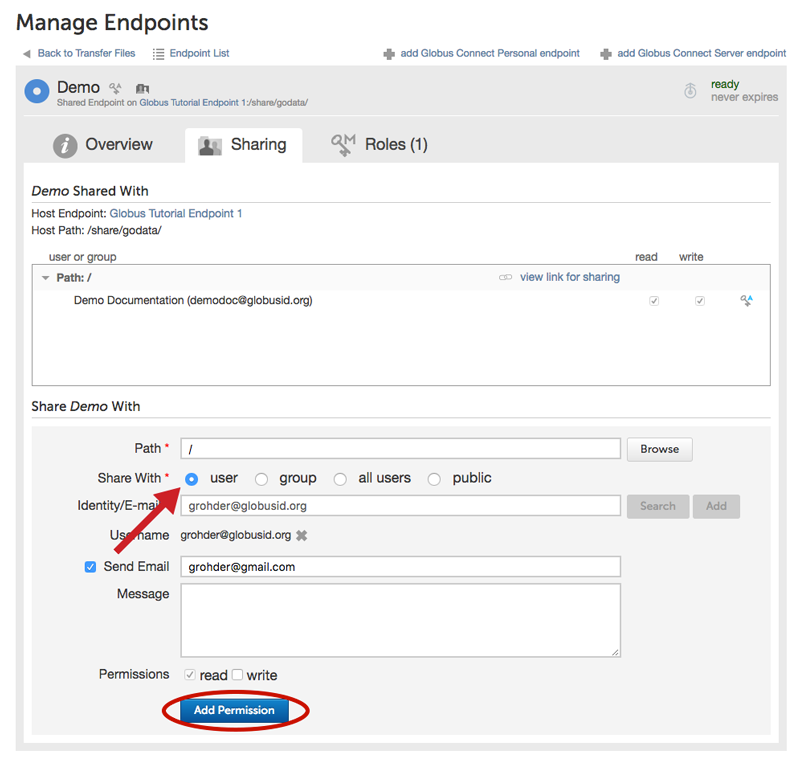 Manage Endpoints
Back to Transfer Files Endpoint List add Globus Connect Personal endpoint add Globus Connect Server endpoint
Demo
Shared Endpoint on Globus Tutorial Endpoint 1:/share/godata/
ready
never expires
Overview Sharing Roles (1)
Demo Shared With
Host Endpoint: Globus Tutorial Endpoint 1
Host Path: /share/godata/
user or group read write
Path: / view link for sharing
Demo Documentation (demodoc@globusid.org)
Share Demo With
Path * / Browse
Share With * user group all users public
Identity/E-mail grohder@globusid.org Search Add
Username grohder@globusid.org
Send Email grohder@gmail.com
Message
Permissions read write
Add Permission